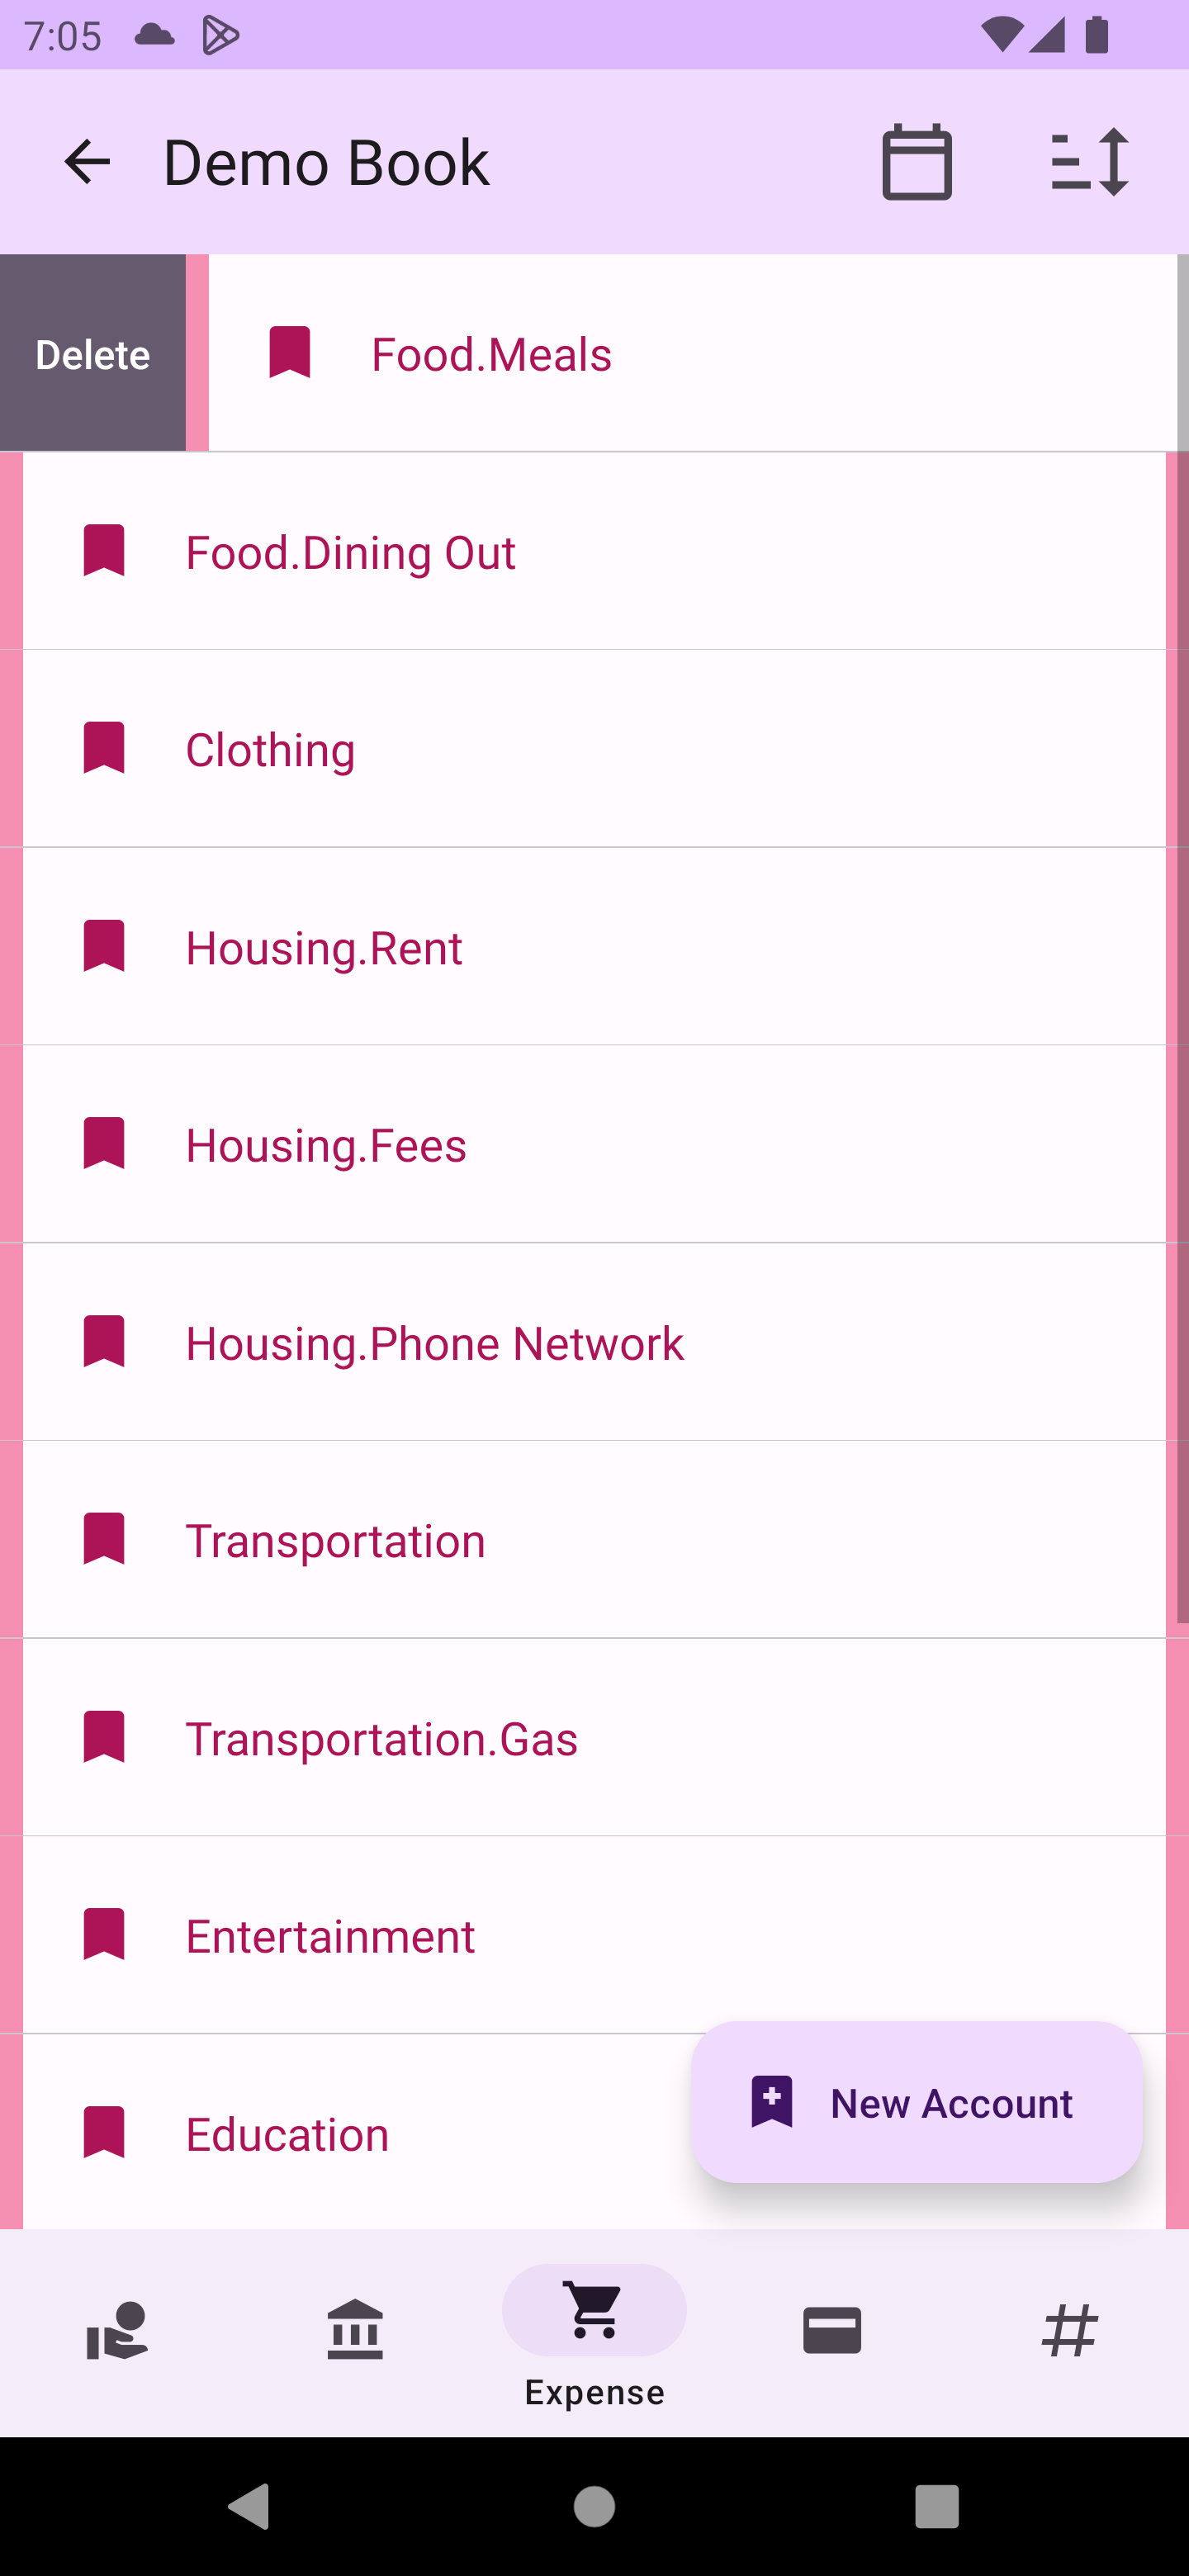 7:05
Demo Book
Delete
Food.Meals
Food.Dining Out
Clothing
Housing.Rent
Housing.Fees
Housing.Phone Network
Transportation
Transportation.Gas
Entertainment
Education
New Account
Expense